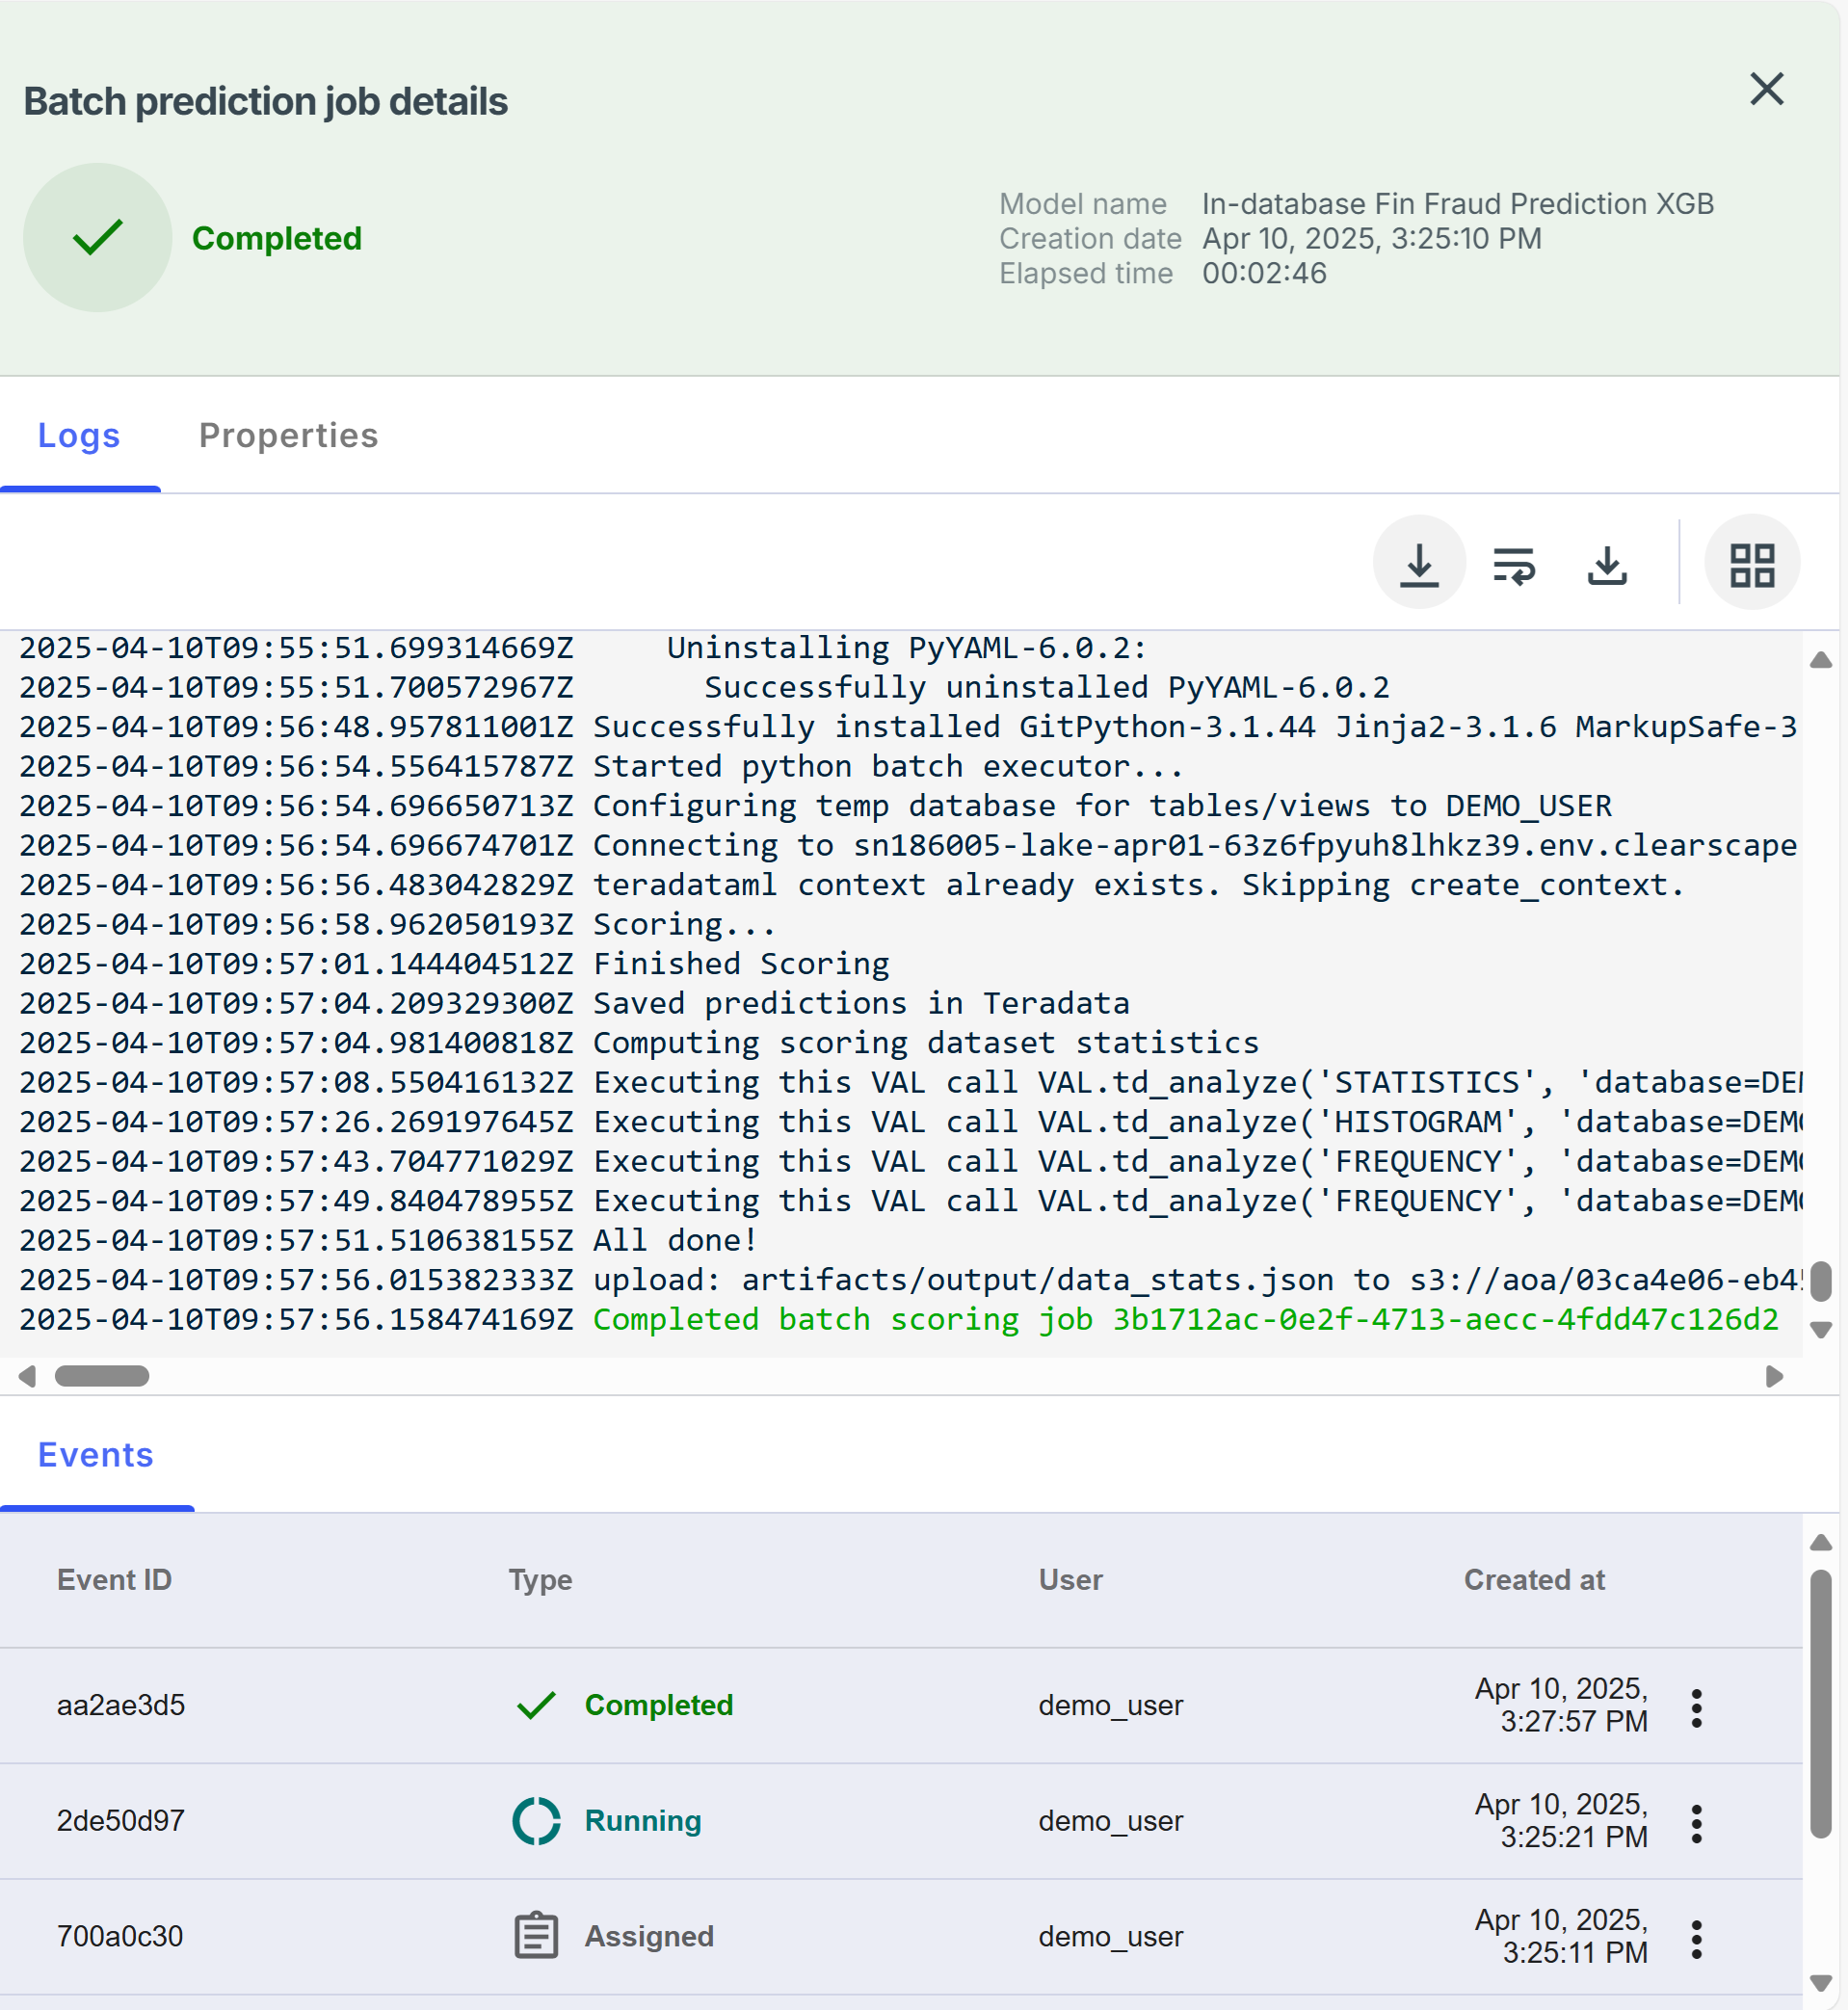 Batch prediction job details
Completed
Model name In-database Fin Fraud Prediction XGB
Creation date Apr 10, 2025, 3:25:10 PM
Elapsed time 00:02:46
Logs Properties
2025-04-10T09:55:51.699314669Z     Uninstalling PyYAML-6.0.2:
2025-04-10T09:55:51.700572967Z       Successfully uninstalled PyYAML-6.0.2
2025-04-10T09:56:48.957811001Z Successfully installed GitPython-3.1.44 Jinja2-3.1.6 MarkupSafe-3
2025-04-10T09:56:54.556415787Z Started python batch executor...
2025-04-10T09:56:54.696650713Z Configuring temp database for tables/views to DEMO_USER
2025-04-10T09:56:54.696674701Z Connecting to sn186005-lake-apr01-63z6fpyuh8lhkz39.env.clearscape
2025-04-10T09:56:56.483042829Z teradataml context already exists. Skipping create_context.
2025-04-10T09:56:58.962050193Z Scoring...
2025-04-10T09:57:01.144404512Z Finished Scoring
2025-04-10T09:57:04.209329300Z Saved predictions in Teradata
2025-04-10T09:57:04.981400818Z Computing scoring dataset statistics
2025-04-10T09:57:08.550416132Z Executing this VAL call VAL.td_analyze('STATISTICS', 'database=DEM
2025-04-10T09:57:26.269197645Z Executing this VAL call VAL.td_analyze('HISTOGRAM', 'database=DEMO
2025-04-10T09:57:43.704771029Z Executing this VAL call VAL.td_analyze('FREQUENCY', 'database=DEMO
2025-04-10T09:57:49.840478955Z Executing this VAL call VAL.td_analyze('FREQUENCY', 'database=DEMO
2025-04-10T09:57:51.510638155Z All done!
2025-04-10T09:57:56.015382333Z upload: artifacts/output/data_stats.json to s3://aoa/03ca4e06-eb45
2025-04-10T09:57:56.158474169Z Completed batch scoring job 3b1712ac-0e2f-4713-aecc-4fdd47c126d2
Events
Event ID Type User Created at
aa2ae3d5 Completed demo_user Apr 10, 2025, 3:27:57 PM
2de50d97 Running demo_user Apr 10, 2025, 3:25:21 PM
700a0c30 Assigned demo_user Apr 10, 2025, 3:25:11 PM